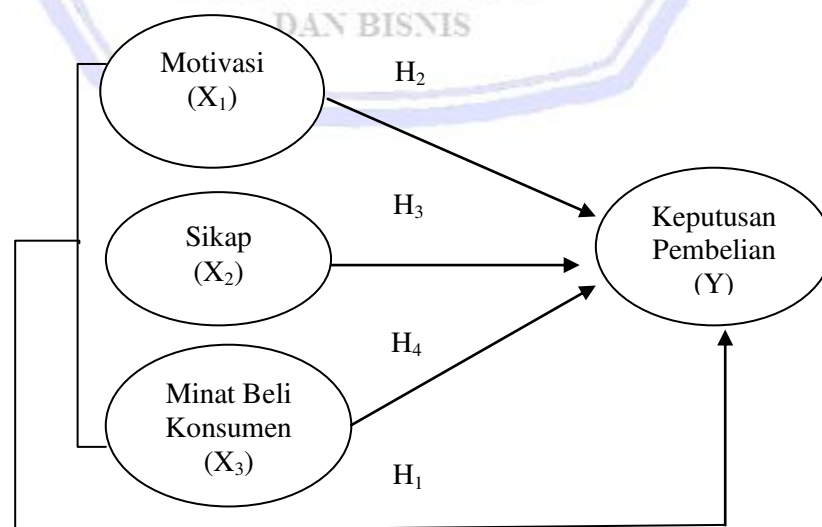 DAN BISNIS
Motivasi
(X₁)
H₂
Sikap
(X₂)
H₃
Keputusan
Pembelian
(Y)
Minat Beli
Konsumen
(X₃)
H₄
H₁